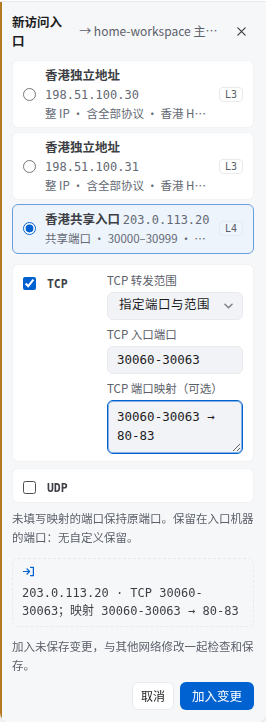 新访问入
口
→ home-workspace 主…
香港独立地址
198.51.100.30
整 IP · 含全部协议 · 香港 H…
L3
香港独立地址
198.51.100.31
整 IP · 含全部协议 · 香港 H…
L3
香港共享入口 203.0.113.20
共享端口 · 30000–30999 · …
L4
TCP
TCP 转发范围
指定端口与范围
TCP 入口端口
30060-30063
TCP 端口映射（可选）
30060-30063 →
80-83
UDP
未填写映射的端口保持原端口。保留在入口机器
的端口：无自定义保留。
203.0.113.20 · TCP 30060-
30063；映射 30060-30063 → 80-83
加入未保存变更，与其他网络修改一起检查和保
存。
取消
加入变更